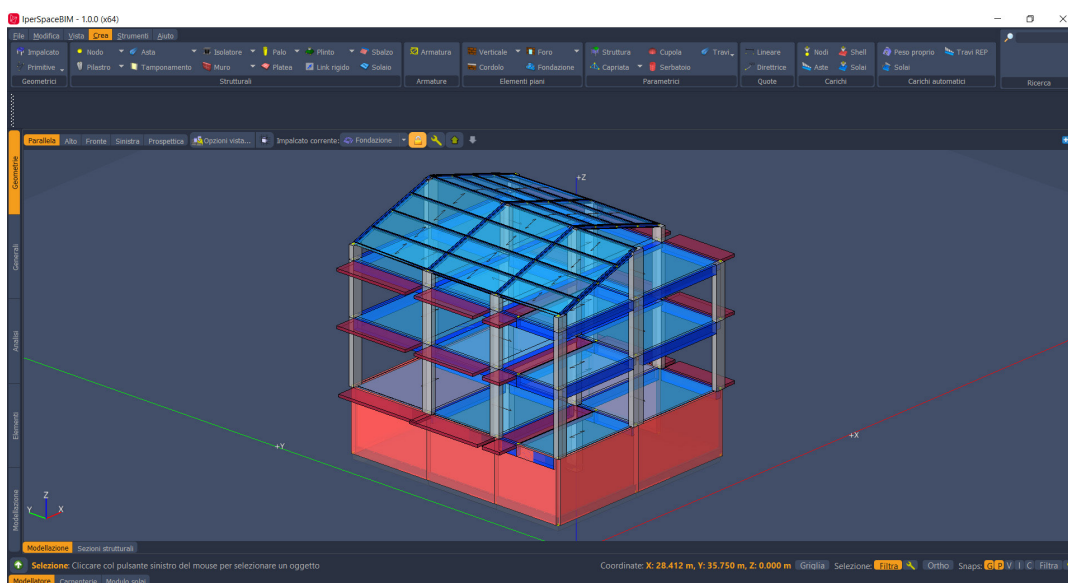 IperSpaceBIM - 1.0.0 (x64)
File Modifica Vista Crea Strumenti Aiuto
Impalcato Nodo Asta Isolatore Palo Plinto Sbalzo Armatura Verticale Foro Struttura Cupola Travi Lineare Nodi Shell Peso proprio Travi REP
Primitive Pilastro Tamponamento Muro Platea Link rigido Solaio Cordolo Fondazione Capriata Serbatoio Direttrice Aste Solai Solai
Geometrici Strutturali Armature Elementi piani Parametrici Quote Carichi Carichi automatici Ricerca
Parallela Alto Fronte Sinistra Prospettica Opzioni vista... Impalcato corrente: Fondazione
Geometrie
Generali
Analisi
Elementi
Modellazione
+Z
+X
+Y
Z
Y X
Modellazione Sezioni strutturali
Selezione: Cliccare col pulsante sinistro del mouse per selezionare un oggetto Coordinate: X: 28.412 m, Y: 35.750 m, Z: 0.000 m Griglia Selezione: Filtra Ortho Snaps: G P V I C Filtra
Modellatore Carpenterie Modulo solai